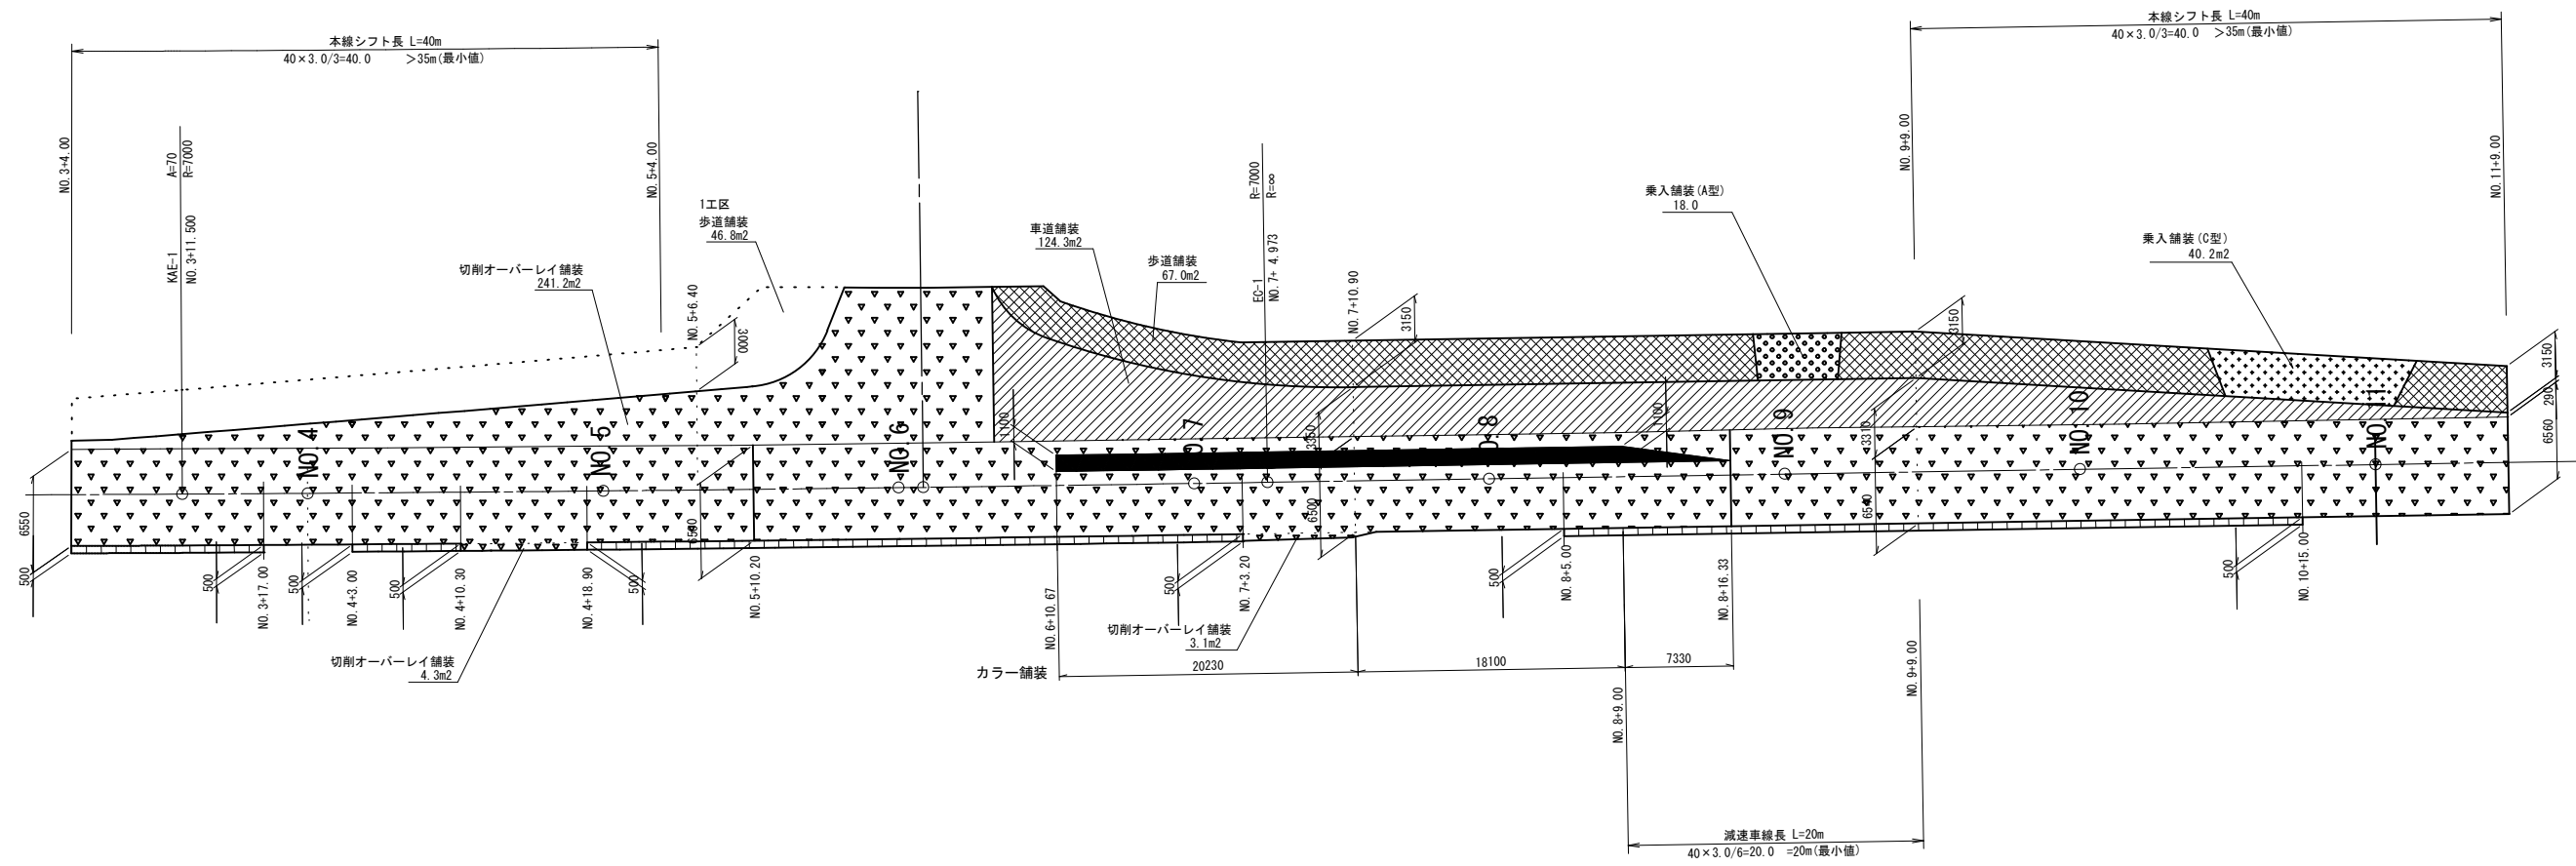 本線シフト長 L=40m
40×3.0/3=40.0 >35m(最小値)
本線シフト長 L=40m
40×3.0/3=40.0 >35m(最小値)
NO.3+4.00
KAE-1
NO.3+11.500
A=70
R=7000
NO.5+4.00
1工区
歩道舗装
46.8m2
切削オーバーレイ舗装
241.2m2
NO.5+6.40
3000
車道舗装
124.3m2
歩道舗装
67.0m2
EC-1
NO.7+ 4.973
R=7000
R=∞
NO.7+10.90
3150
乗入舗装(A型)
18.0
NO.9+9.00
3150
乗入舗装(C型)
40.2m2
NO.11+9.00
3150
290
6560
NO.4
NO.5
NO.6
NO.8
NO.9
NO.10
1100
1100
3350
3310
6550
6500
6540
500
500
500
500
500
500
500
500
NO.3+17.00
NO.4+3.00
NO.4+10.30
NO.4+18.90
NO.5+10.20
NO.6+10.67
NO.7+3.20
NO.8+5.00
NO.8+16.33
NO.10+15.00
切削オーバーレイ舗装
4.3m2
切削オーバーレイ舗装
3.1m2
カラー舗装
20230
18100
7330
NO.8+9.00
NO.9+9.00
減速車線長 L=20m
40×3.0/6=20.0 =20m(最小値)